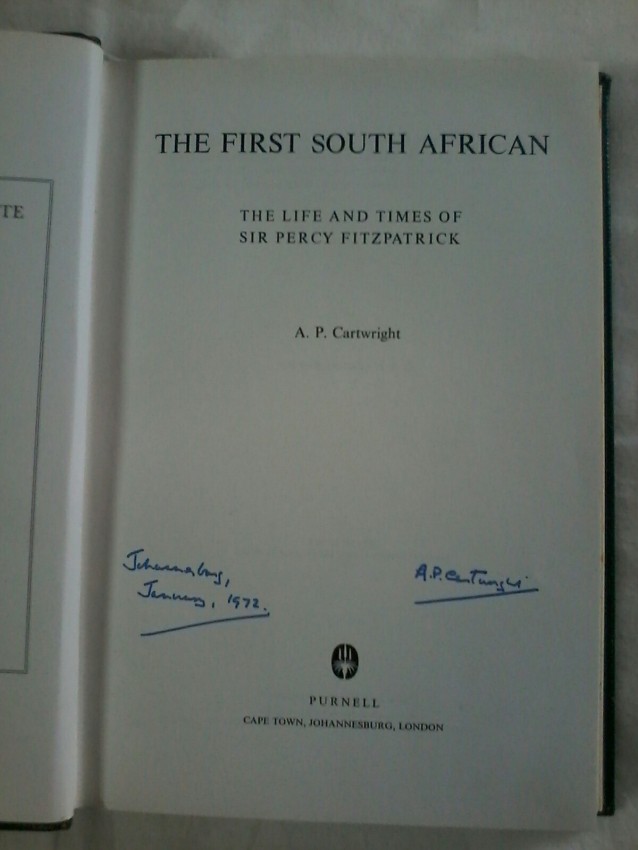 TE
THE FIRST SOUTH AFRICAN
THE LIFE AND TIMES OF
SIR PERCY FITZPATRICK
A. P. Cartwright
Johannesburg,
January, 1972.
A.P. Cartwright
PURNELL
CAPE TOWN, JOHANNESBURG, LONDON